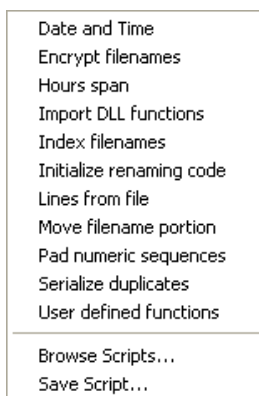 Date and Time
Encrypt filenames
Hours span
Import DLL functions
Index filenames
Initialize renaming code
Lines from file
Move filename portion
Pad numeric sequences
Serialize duplicates
User defined functions
Browse Scripts...
Save Script...